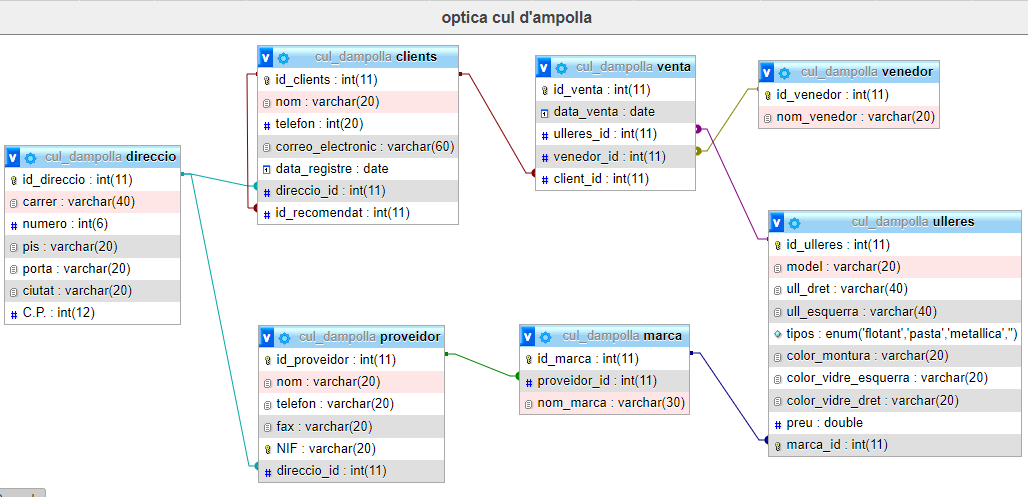 optica cul d'ampolla
cul_dampolla clients
id_clients : int(11)
nom : varchar(20)
telefon : int(20)
correo_electronic : varchar(60)
data_registre : date
direccio_id : int(11)
id_recomendat : int(11)
cul_dampolla venta
id_venta : int(11)
data_venta : date
ulleres_id : int(11)
venedor_id : int(11)
client_id : int(11)
cul_dampolla venedor
id_venedor : int(11)
nom_venedor : varchar(20)
cul_dampolla direccio
id_direccio : int(11)
carrer : varchar(40)
numero : int(6)
pis : varchar(20)
porta : varchar(20)
ciutat : varchar(20)
C.P. : int(12)
cul_dampolla ulleres
id_ulleres : int(11)
model : varchar(20)
ull_dret : varchar(40)
ull_esquerra : varchar(40)
tipos : enum('flotant','pasta','metallica','')
color_montura : varchar(20)
color_vidre_esquerra : varchar(20)
color_vidre_dret : varchar(20)
preu : double
marca_id : int(11)
cul_dampolla proveidor
id_proveidor : int(11)
nom : varchar(20)
telefon : varchar(20)
fax : varchar(20)
NIF : varchar(20)
direccio_id : int(11)
cul_dampolla marca
id_marca : int(11)
proveidor_id : int(11)
nom_marca : varchar(30)